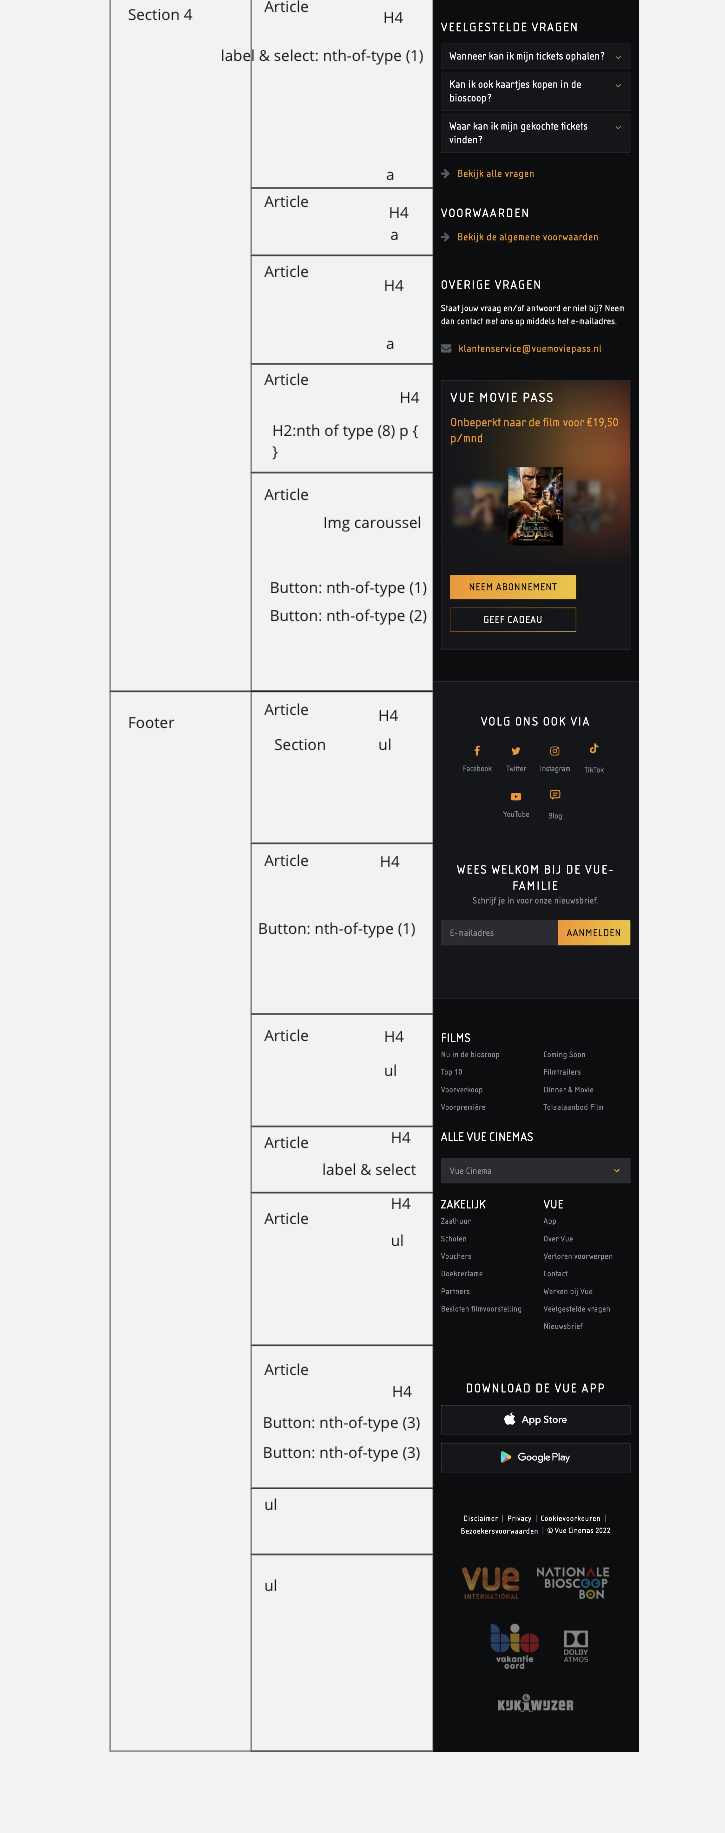 Section 4
Article
H4
label & select: nth-of-type (1)
a
Article
H4
a
Article
H4
a
Article
H4
H2:nth of type (8) p {
}
Article
Img caroussel
Button: nth-of-type (1)
Button: nth-of-type (2)
VEELGESTELDE VRAGEN
Wanneer kan ik mijn tickets ophalen?
Kan ik ook kaartjes kopen in de
bioscoop?
Waar kan ik mijn gekochte tickets
vinden?
Bekijk alle vragen
VOORWAARDEN
Bekijk de algemene voorwaarden
OVERIGE VRAGEN
Staat jouw vraag en/of antwoord er niet bij? Neem
dan contact met ons op middels het e-mailadres.
klantenservice@vuemoviepass.nl
VUE MOVIE PASS
Onbeperkt naar de film voor €19,50
p/mnd
BLACK
ADAM
NEEM ABONNEMENT
GEEF CADEAU
Footer
Article
H4
Section
ul
Article
H4
Button: nth-of-type (1)
Article
H4
ul
Article
H4
label & select
H4
Article
ul
Article
H4
Button: nth-of-type (3)
Button: nth-of-type (3)
ul
ul
VOLG ONS OOK VIA
Facebook Twitter Instagram TikTok
YouTube Blog
WEES WELKOM BIJ DE VUE-
FAMILIE
Schrijf je in voor onze nieuwsbrief.
E-mailadres AANMELDEN
FILMS
Nu in de bioscoop Coming Soon
Top 10 Filmtrailers
Voorverkoop Dinner & Movie
Voorpremière Totaalaanbod Film
ALLE VUE CINEMAS
Vue Cinema
ZAKELIJK VUE
Zaalhuur App
Scholen Over Vue
Vouchers Verloren voorwerpen
Doekreclame Contact
Partners Werken bij Vue
Besloten filmvoorstelling Veelgestelde vragen
Nieuwsbrief
DOWNLOAD DE VUE APP
App Store
Google Play
Disclaimer | Privacy | Cookievoorkeuren |
Bezoekersvoorwaarden | © Vue Cinemas 2022
VUE
INTERNATIONAL
NATIONALE
BIOSCOOP
BON
bio
vakantie
oord
DOLBY
ATMOS
KIJKWIJZER